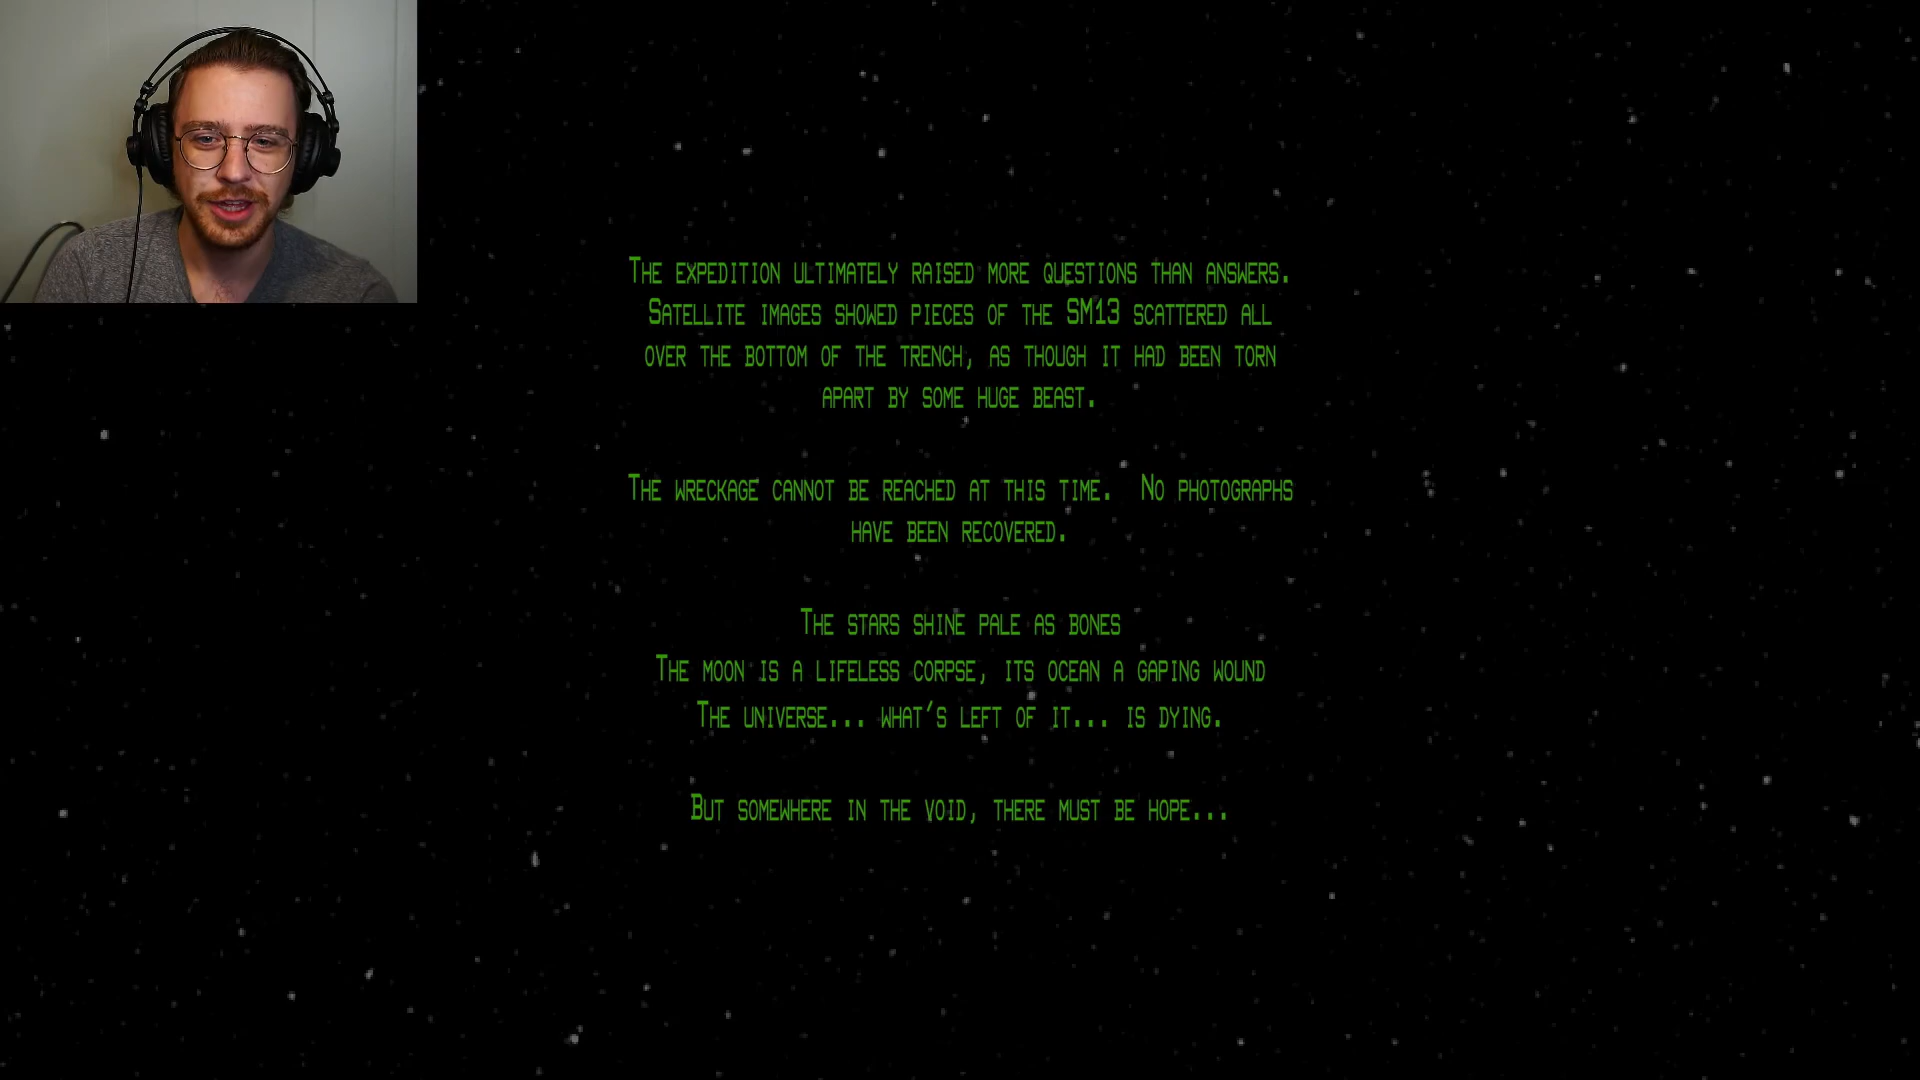 The expedition ultimately raised more questions than answers.
Satellite images showed pieces of the SM13 scattered all
over the bottom of the trench, as though it had been torn
apart by some huge beast.
The wreckage cannot be reached at this time. No photographs
have been recovered.
The stars shine pale as bones
The moon is a lifeless corpse, its ocean a gaping wound
The universe... what's left of it... is dying.
But somewhere in the void, there must be hope...